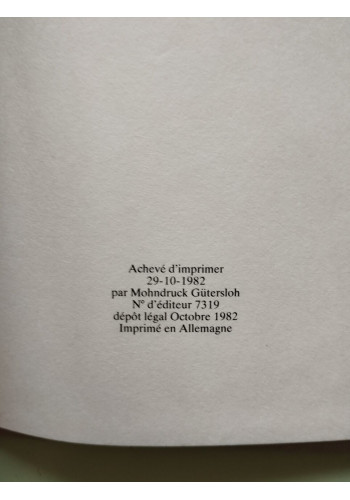 Achevé d'imprimer
29-10-1982
par Mohndruck Gütersloh
N° d'éditeur 7319
dépôt légal Octobre 1982
Imprimé en Allemagne